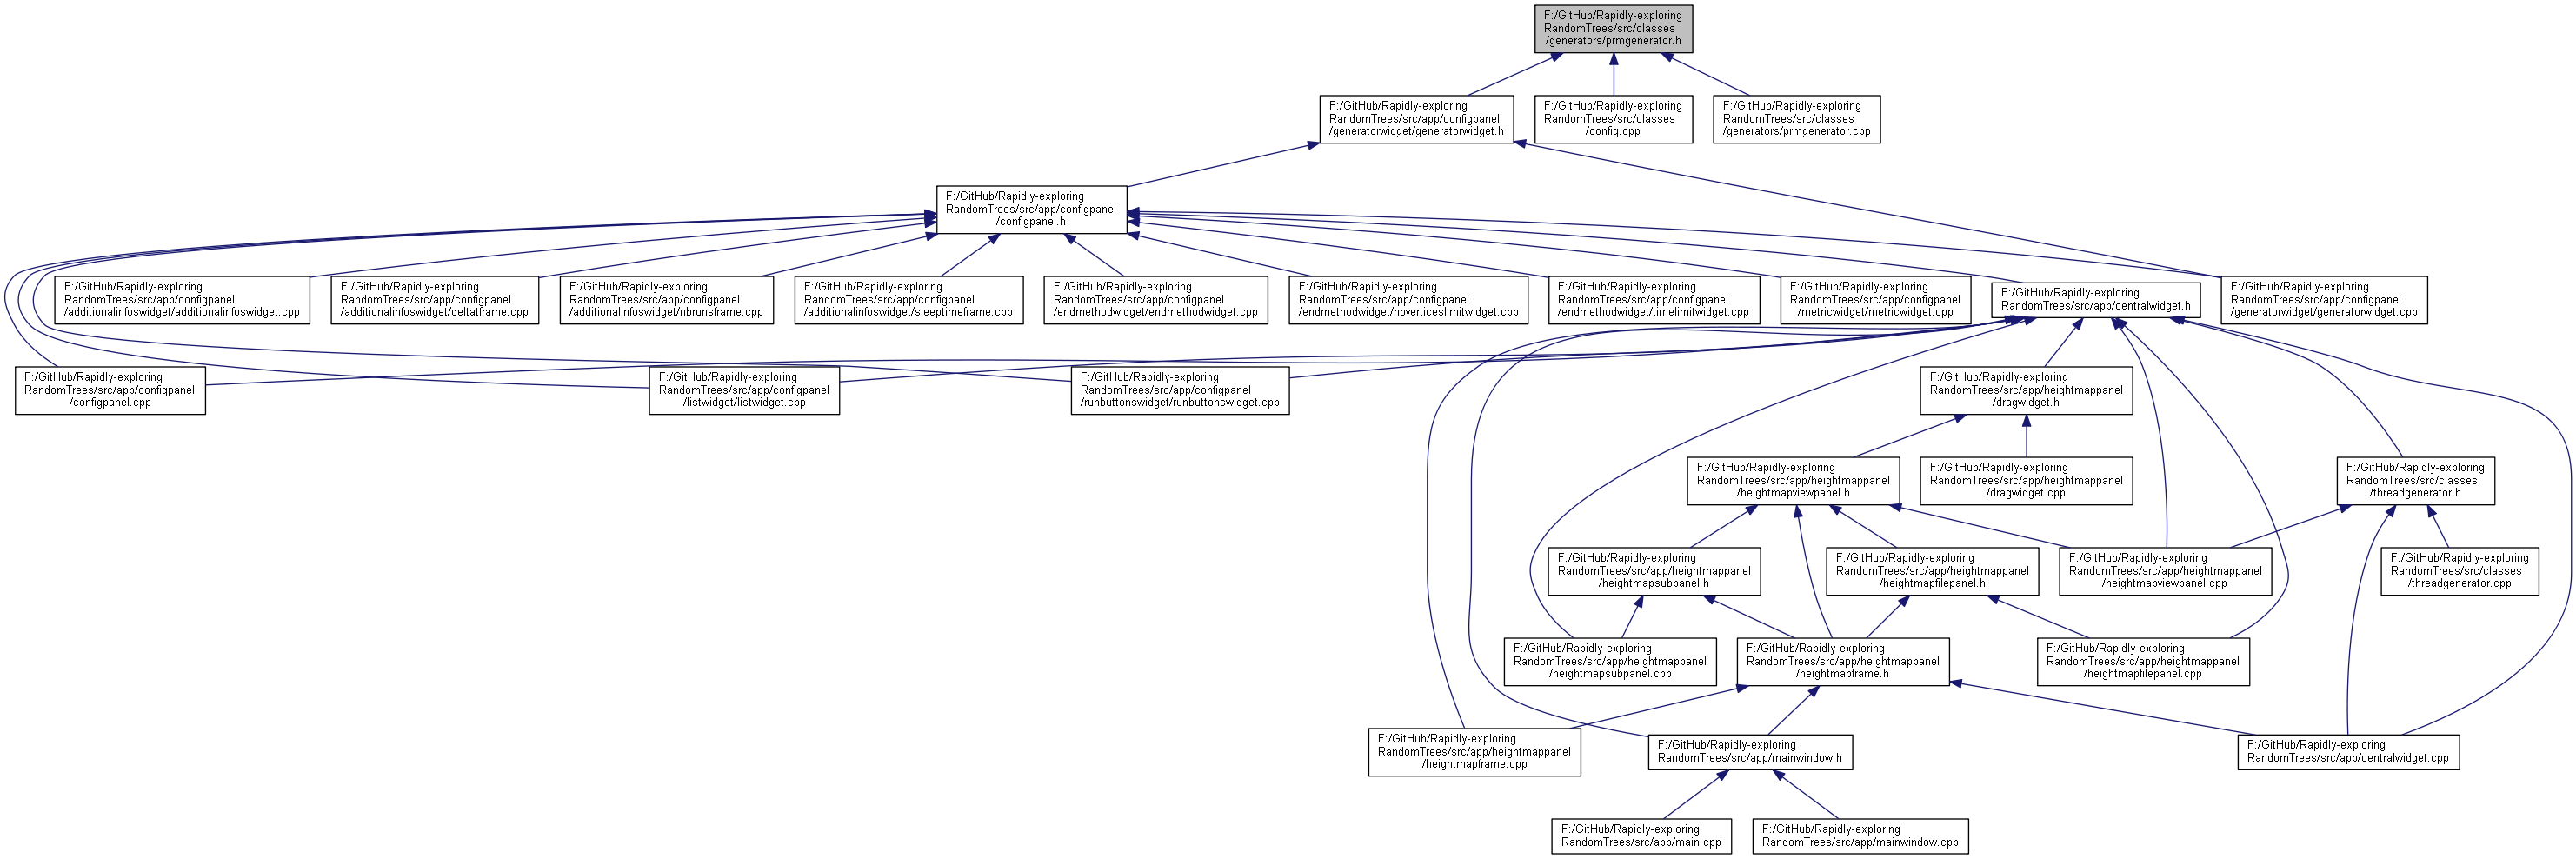 F:/GitHub/Rapidly-exploring
RandomTrees/src/classes
/generators/prmgenerator.h
F:/GitHub/Rapidly-exploring
RandomTrees/src/app/configpanel
/generatorwidget/generatorwidget.h
F:/GitHub/Rapidly-exploring
RandomTrees/src/classes
/config.cpp
F:/GitHub/Rapidly-exploring
RandomTrees/src/classes
/generators/prmgenerator.cpp
F:/GitHub/Rapidly-exploring
RandomTrees/src/app/configpanel
/configpanel.h
F:/GitHub/Rapidly-exploring
RandomTrees/src/app/configpanel
/additionalinfoswidget/additionalinfoswidget.cpp
F:/GitHub/Rapidly-exploring
RandomTrees/src/app/configpanel
/additionalinfoswidget/deltaframe.cpp
F:/GitHub/Rapidly-exploring
RandomTrees/src/app/configpanel
/additionalinfoswidget/nbrunsframe.cpp
F:/GitHub/Rapidly-exploring
RandomTrees/src/app/configpanel
/additionalinfoswidget/sleeptimeframe.cpp
F:/GitHub/Rapidly-exploring
RandomTrees/src/app/configpanel
/endmethodwidget/endmethodwidget.cpp
F:/GitHub/Rapidly-exploring
RandomTrees/src/app/configpanel
/endmethodwidget/nbverticeslimitwidget.cpp
F:/GitHub/Rapidly-exploring
RandomTrees/src/app/configpanel
/endmethodwidget/timelimitwidget.cpp
F:/GitHub/Rapidly-exploring
RandomTrees/src/app/configpanel
/metricwidget/metricwidget.cpp
F:/GitHub/Rapidly-exploring
RandomTrees/src/app/centralwidget.h
F:/GitHub/Rapidly-exploring
RandomTrees/src/app/configpanel
/generatorwidget/generatorwidget.cpp
F:/GitHub/Rapidly-exploring
RandomTrees/src/app/configpanel
/configpanel.cpp
F:/GitHub/Rapidly-exploring
RandomTrees/src/app/configpanel
/listwidget/listwidget.cpp
F:/GitHub/Rapidly-exploring
RandomTrees/src/app/configpanel
/runbuttonswidget/runbuttonswidget.cpp
F:/GitHub/Rapidly-exploring
RandomTrees/src/app/heightmappanel
/dragwidget.h
F:/GitHub/Rapidly-exploring
RandomTrees/src/app/heightmappanel
/heightmapviewpanel.h
F:/GitHub/Rapidly-exploring
RandomTrees/src/app/heightmappanel
/dragwidget.cpp
F:/GitHub/Rapidly-exploring
RandomTrees/src/classes
/threadgenerator.h
F:/GitHub/Rapidly-exploring
RandomTrees/src/app/heightmappanel
/heightmapsubpanel.h
F:/GitHub/Rapidly-exploring
RandomTrees/src/app/heightmappanel
/heightmapfilepanel.h
F:/GitHub/Rapidly-exploring
RandomTrees/src/app/heightmappanel
/heightmapviewpanel.cpp
F:/GitHub/Rapidly-exploring
RandomTrees/src/classes
/threadgenerator.cpp
F:/GitHub/Rapidly-exploring
RandomTrees/src/app/heightmappanel
/heightmapsubpanel.cpp
F:/GitHub/Rapidly-exploring
RandomTrees/src/app/heightmappanel
/heightmapframe.h
F:/GitHub/Rapidly-exploring
RandomTrees/src/app/heightmappanel
/heightmapfilepanel.cpp
F:/GitHub/Rapidly-exploring
RandomTrees/src/app/heightmappanel
/heightmapframe.cpp
F:/GitHub/Rapidly-exploring
RandomTrees/src/app/mainwindow.h
F:/GitHub/Rapidly-exploring
RandomTrees/src/app/centralwidget.cpp
F:/GitHub/Rapidly-exploring
RandomTrees/src/app/main.cpp
F:/GitHub/Rapidly-exploring
RandomTrees/src/app/mainwindow.cpp